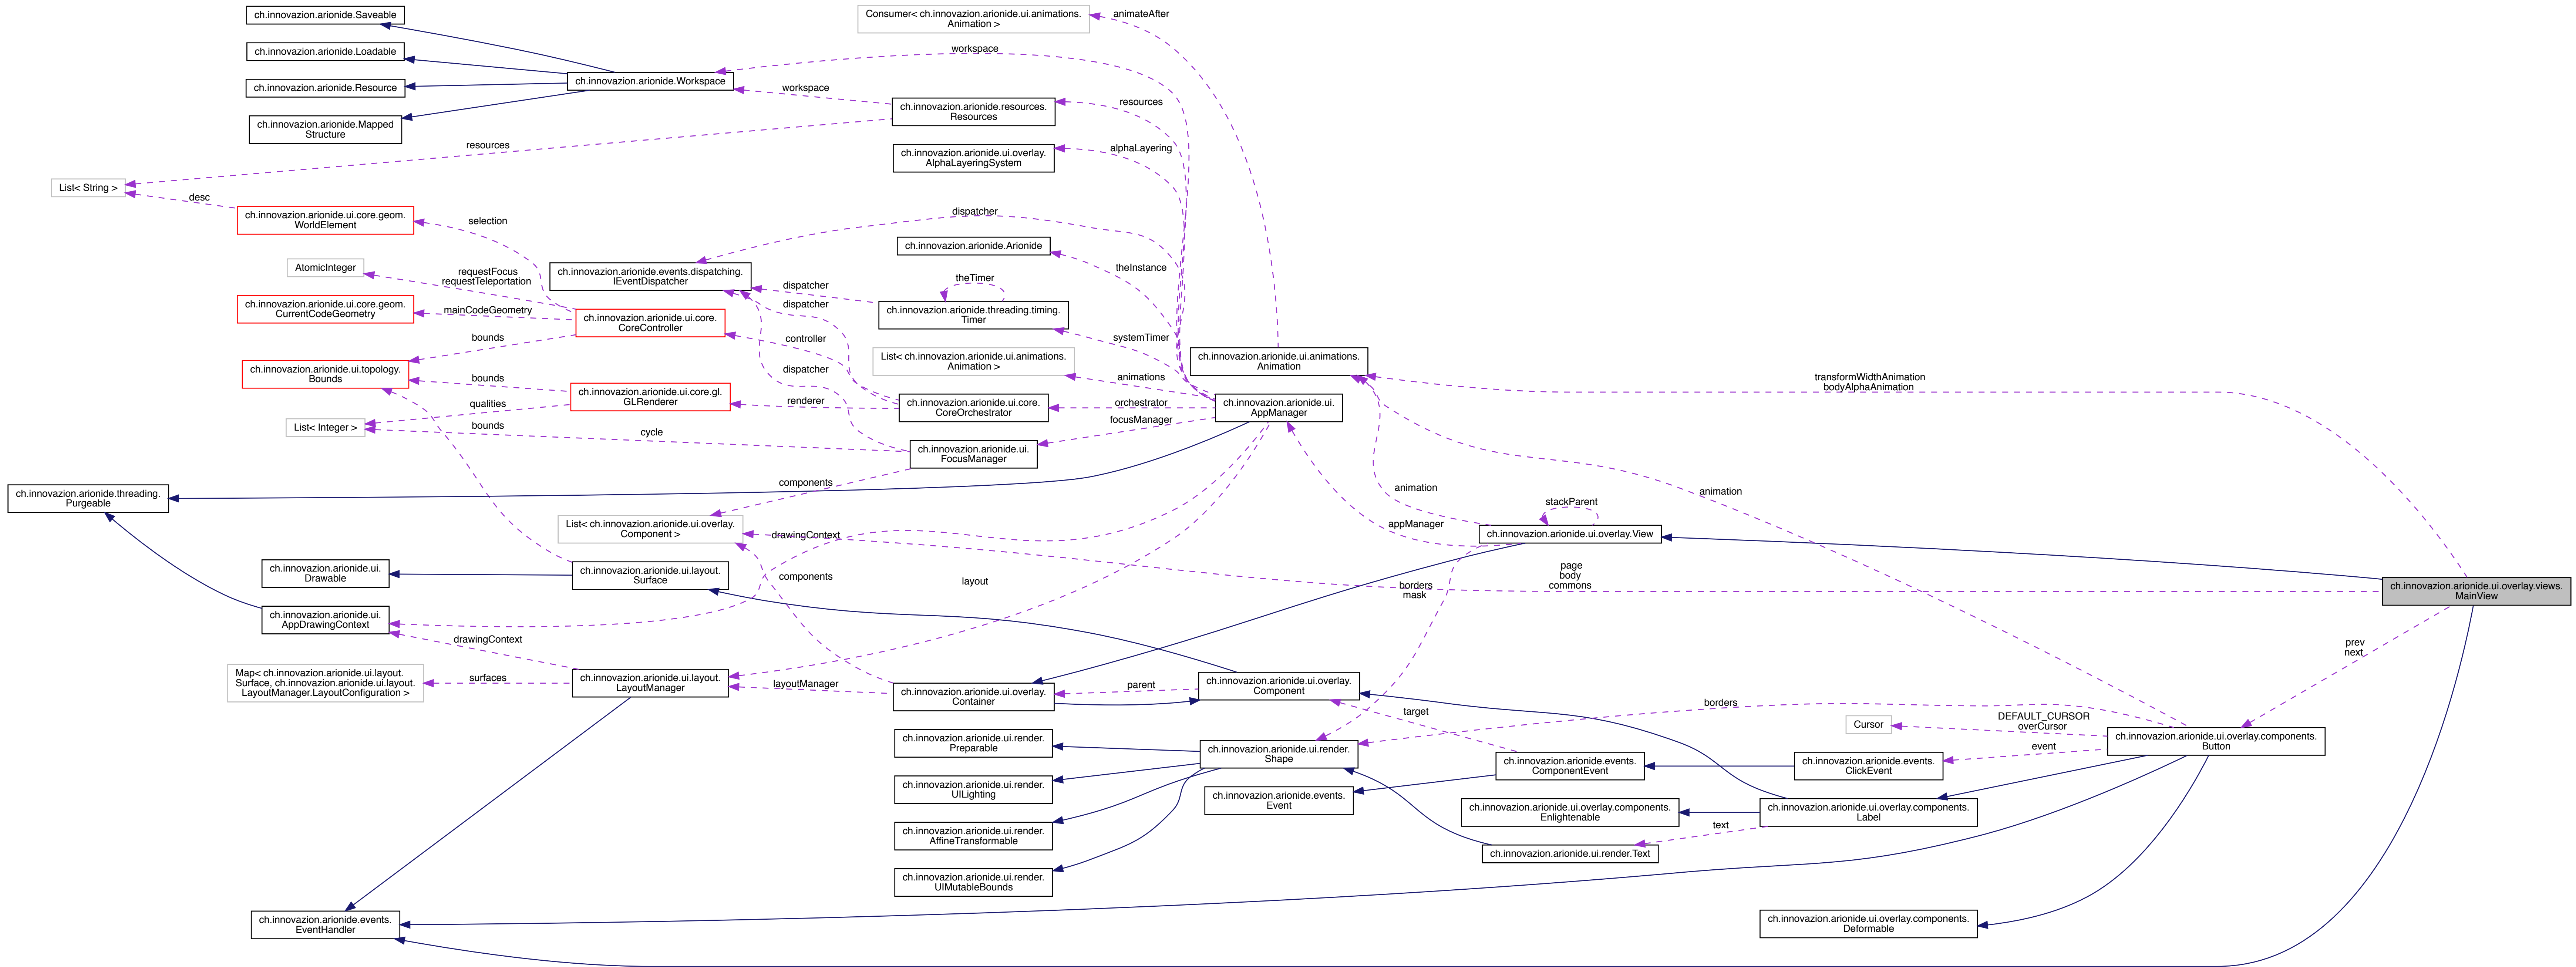 ch.innovazion.arionide.Saveable
Consumer< ch.innovazion.arionide.ui.animations.
Animation >
animateAfter
ch.innovazion.arionide.Loadable
workspace
ch.innovazion.arionide.Workspace
ch.innovazion.arionide.Resource
workspace
ch.innovazion.arionide.resources.
Resources
resources
ch.innovazion.arionide.Mapped
Structure
resources
ch.innovazion.arionide.ui.overlay.
AlphaLayeringSystem
alphaLayering
List< String >
desc
ch.innovazion.arionide.ui.core.geom.
WorldElement
selection
dispatcher
ch.innovazion.arionide.Arionide
theInstance
AtomicInteger
requestFocus
requestTeleportation
ch.innovazion.arionide.events.dispatching.
IEventDispatcher
theTimer
dispatcher
ch.innovazion.arionide.ui.core.geom.
CurrentCodeGeometry
mainCodeGeometry
dispatcher
ch.innovazion.arionide.threading.timing.
Timer
ch.innovazion.arionide.ui.core.
CoreController
systemTimer
bounds
controller
ch.innovazion.arionide.ui.topology.
Bounds
List< ch.innovazion.arionide.ui.animations.
Animation >
ch.innovazion.arionide.ui.animations.
Animation
dispatcher
bounds
animations
transformWidthAnimation
bodyAlphaAnimation
ch.innovazion.arionide.ui.core.gl.
GLRenderer
qualities
renderer
ch.innovazion.arionide.ui.core.
CoreOrchestrator
orchestrator
ch.innovazion.arionide.ui.
AppManager
List< Integer >
bounds
cycle
focusManager
ch.innovazion.arionide.ui.
FocusManager
components
animation
animation
ch.innovazion.arionide.threading.
Purgeable
stackParent
List< ch.innovazion.arionide.ui.overlay.
Component >
drawingContext
appManager
ch.innovazion.arionide.ui.overlay.View
ch.innovazion.arionide.ui.
Drawable
ch.innovazion.arionide.ui.layout.
Surface
components
layout
borders
mask
page
body
commons
ch.innovazion.arionide.ui.overlay.views.
MainView
ch.innovazion.arionide.ui.
AppDrawingContext
drawingContext
prev
next
Map< ch.innovazion.arionide.ui.layout.
Surface, ch.innovazion.arionide.ui.layout.
LayoutManager.LayoutConfiguration >
surfaces
ch.innovazion.arionide.ui.layout.
LayoutManager
layoutManager
ch.innovazion.arionide.ui.overlay.
Container
parent
ch.innovazion.arionide.ui.overlay.
Component
target
borders
Cursor
DEFAULT_CURSOR
overCursor
ch.innovazion.arionide.ui.overlay.components.
Button
ch.innovazion.arionide.ui.render.
Preparable
ch.innovazion.arionide.ui.render.
Shape
event
ch.innovazion.arionide.events.
ComponentEvent
ch.innovazion.arionide.events.
ClickEvent
ch.innovazion.arionide.ui.render.
UILighting
ch.innovazion.arionide.events.
Event
ch.innovazion.arionide.ui.overlay.components.
Enlightenable
ch.innovazion.arionide.ui.overlay.components.
Label
ch.innovazion.arionide.ui.render.
AffineTransformable
text
ch.innovazion.arionide.ui.render.Text
ch.innovazion.arionide.ui.render.
UIMutableBounds
ch.innovazion.arionide.events.
EventHandler
ch.innovazion.arionide.ui.overlay.components.
Deformable